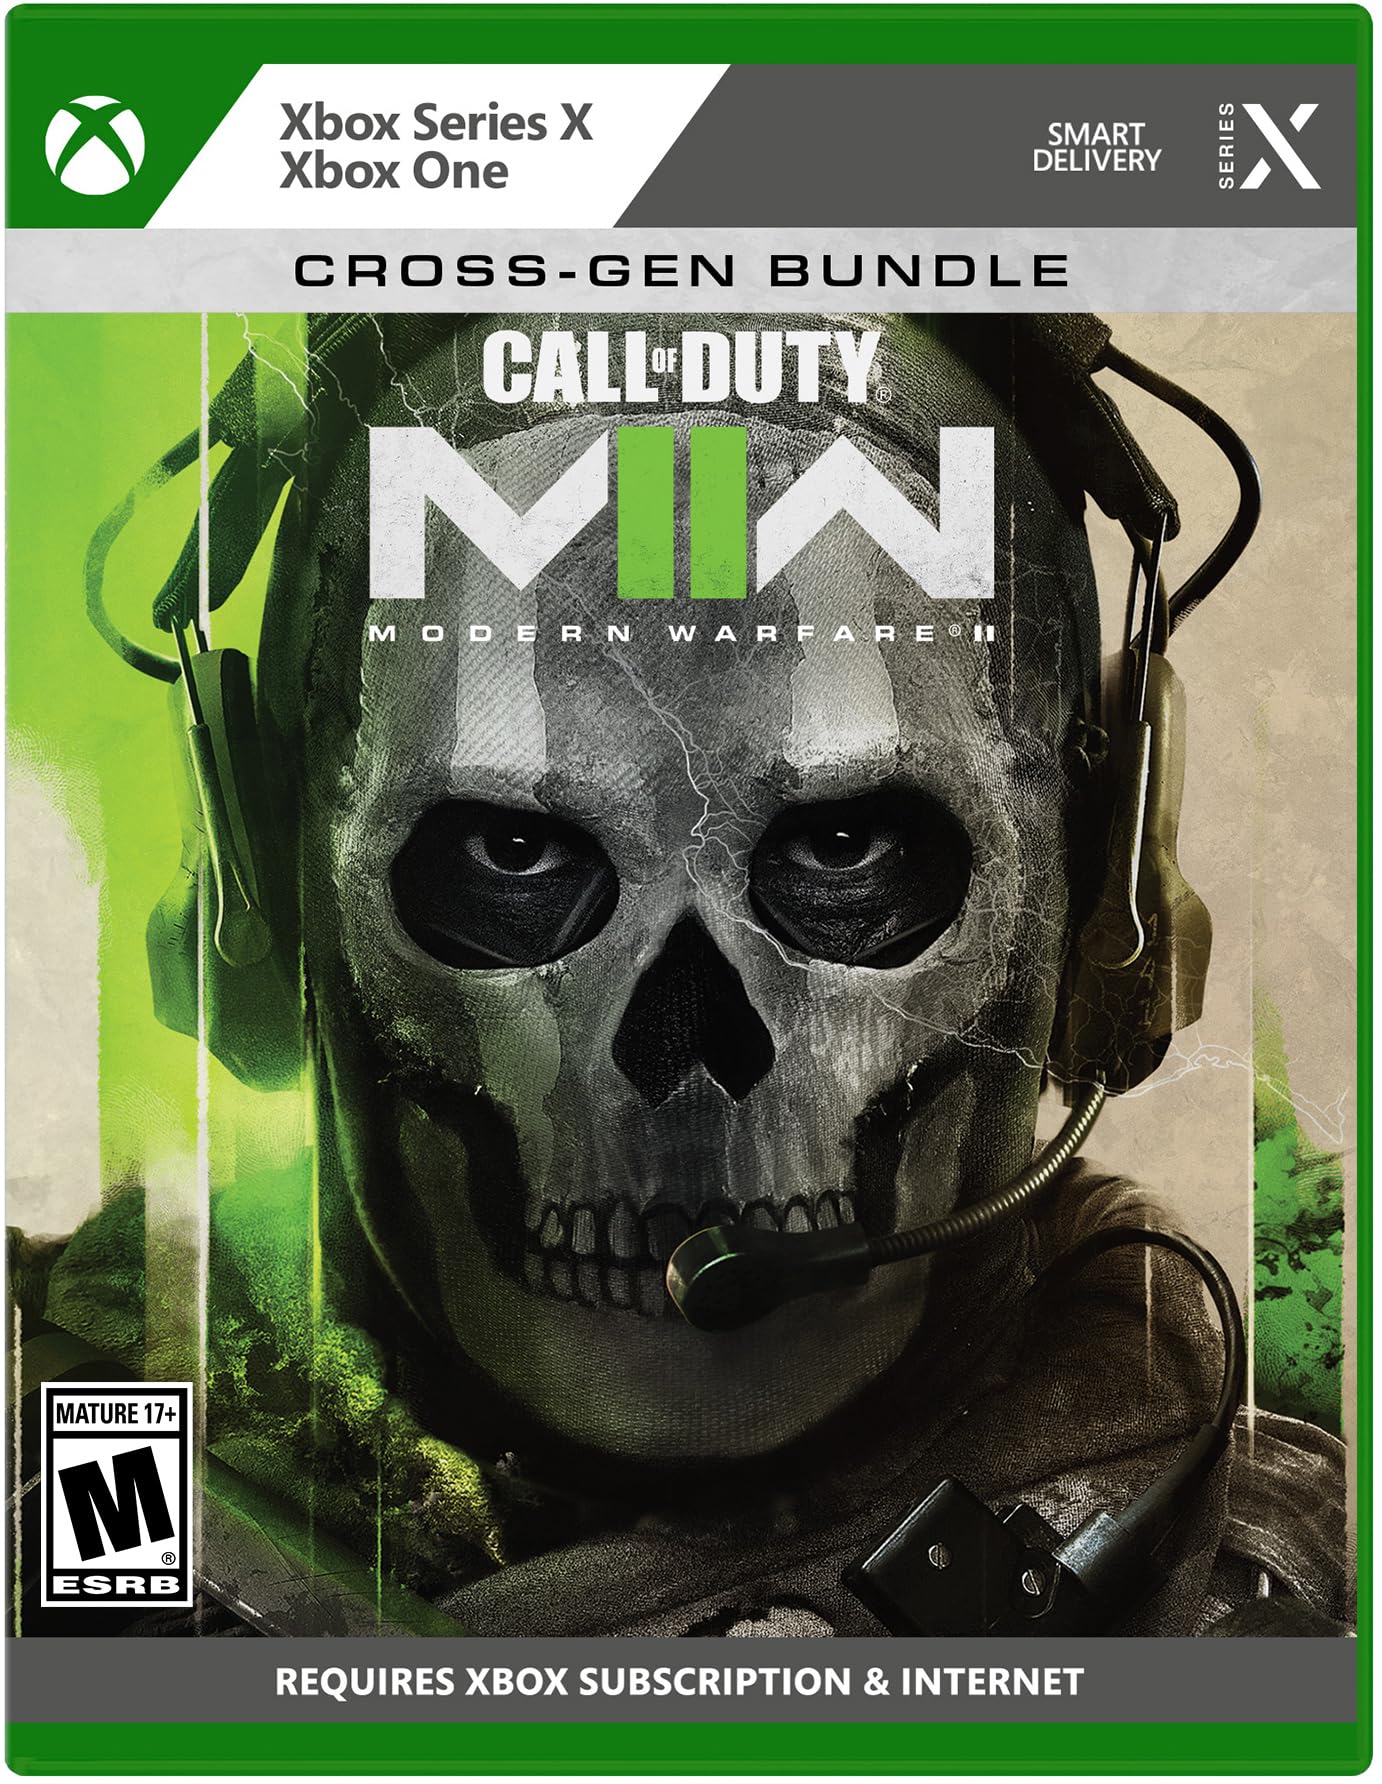 Xbox Series X
Xbox One
SMART
DELIVERY
SERIES X
CROSS-GEN BUNDLE
CALL OF DUTY®
MIIW
MODERN WARFARE® II
MATURE 17+
M®
ESRB
REQUIRES XBOX SUBSCRIPTION & INTERNET